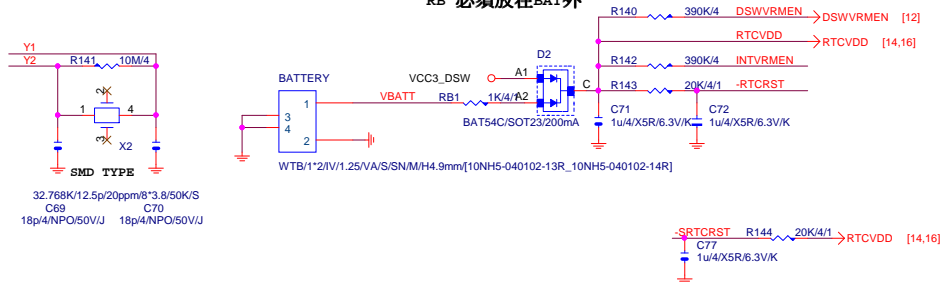 RB 必須放在BAT外
R140 390K/4 DSWVRMEN DSWVRMEN [12]
RTCVDD RTCVDD [14,16]
R142 390K/4 INTVRMEN
R143 20K/4/1 -RTCRST
C71
1u/4/X5R/6.3V/K
C72
1u/4/X5R/6.3V/K
D2
VCC3_DSW A1
VBATT RB1 1K/4/1 A2
C
BAT54C/SOT23/200mA
BATTERY
1
3
4
2
WTB/1*2/IV/1.25/VA/S/SN/M/H4.9mm/[10NH5-040102-13R_10NH5-040102-14R]
Y1
Y2
R141 10M/4
2
1 4
3
X2
SMD TYPE
32.768K/12.5p/20ppm/8*3.8/50K/S
C69 C70
18p/4/NPO/50V/J 18p/4/NPO/50V/J
-SRTCRST R144 20K/4/1 RTCVDD [14,16]
C77
1u/4/X5R/6.3V/K